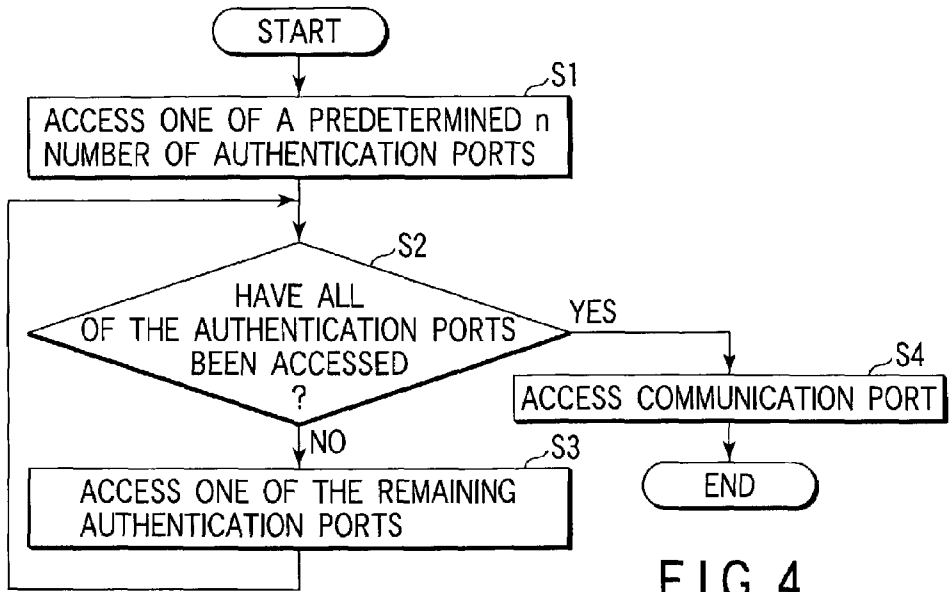 START
S1
ACCESS ONE OF A PREDETERMINED n
NUMBER OF AUTHENTICATION PORTS
S2
HAVE ALL
OF THE AUTHENTICATION PORTS
BEEN ACCESSED
?
YES
S4
ACCESS COMMUNICATION PORT
END
NO
S3
ACCESS ONE OF THE REMAINING
AUTHENTICATION PORTS
FIG. 4